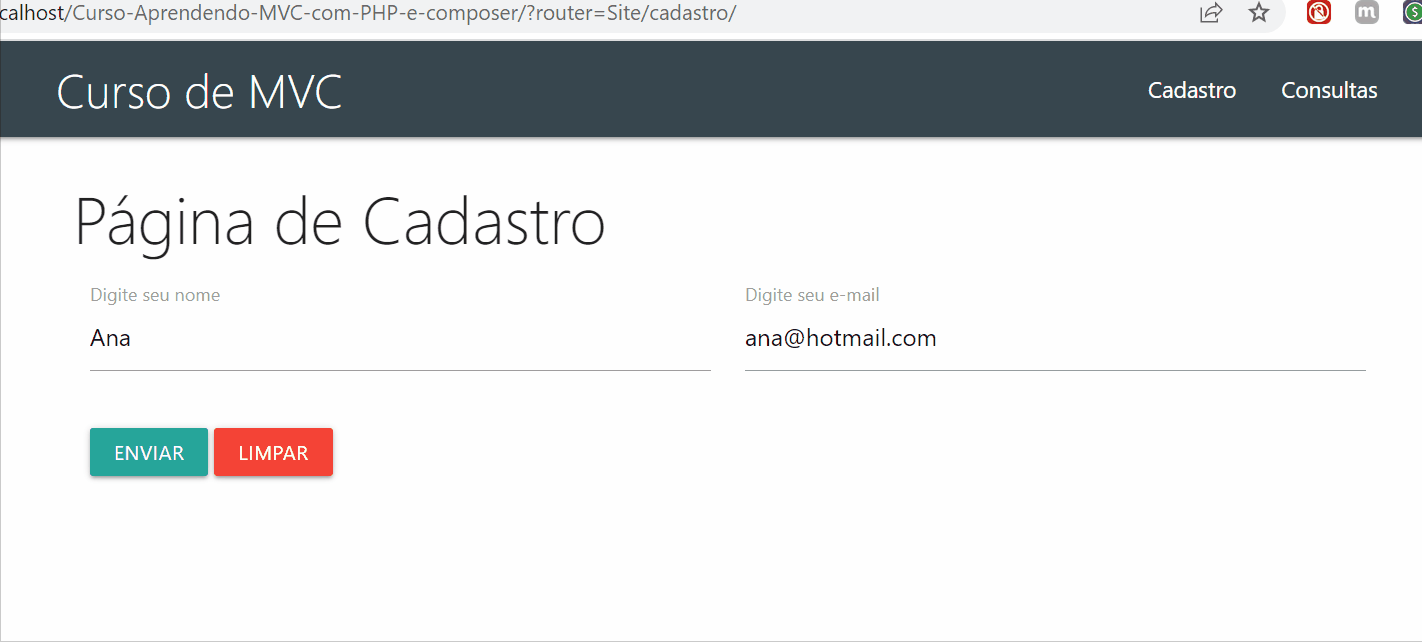 calhost/Curso-Aprendendo-MVC-com-PHP-e-composer/?router=Site/cadastro/
m
$
Curso de MVC
Cadastro
Consultas
Página de Cadastro
Digite seu nome
Digite seu e-mail
Ana
ana@hotmail.com
ENVIAR
LIMPAR